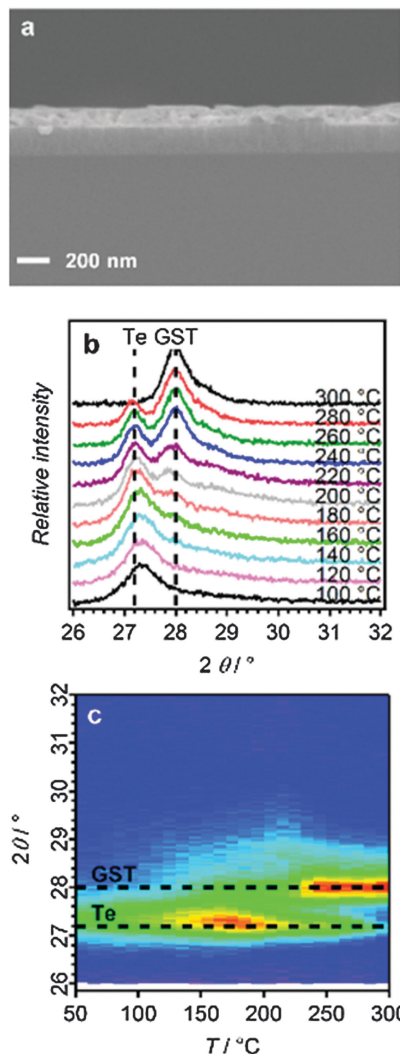 a
200 nm
b
Te GST
Relative intensity
300 °C
280 °C
260 °C
240 °C
220 °C
200 °C
180 °C
160 °C
140 °C
120 °C
100 °C
26 27 28 29 30 31 32
2 θ / °
c
2θ / °
32
31
30
29
28
27
26
GST
Te
50 100 150 200 250 300
T / °C